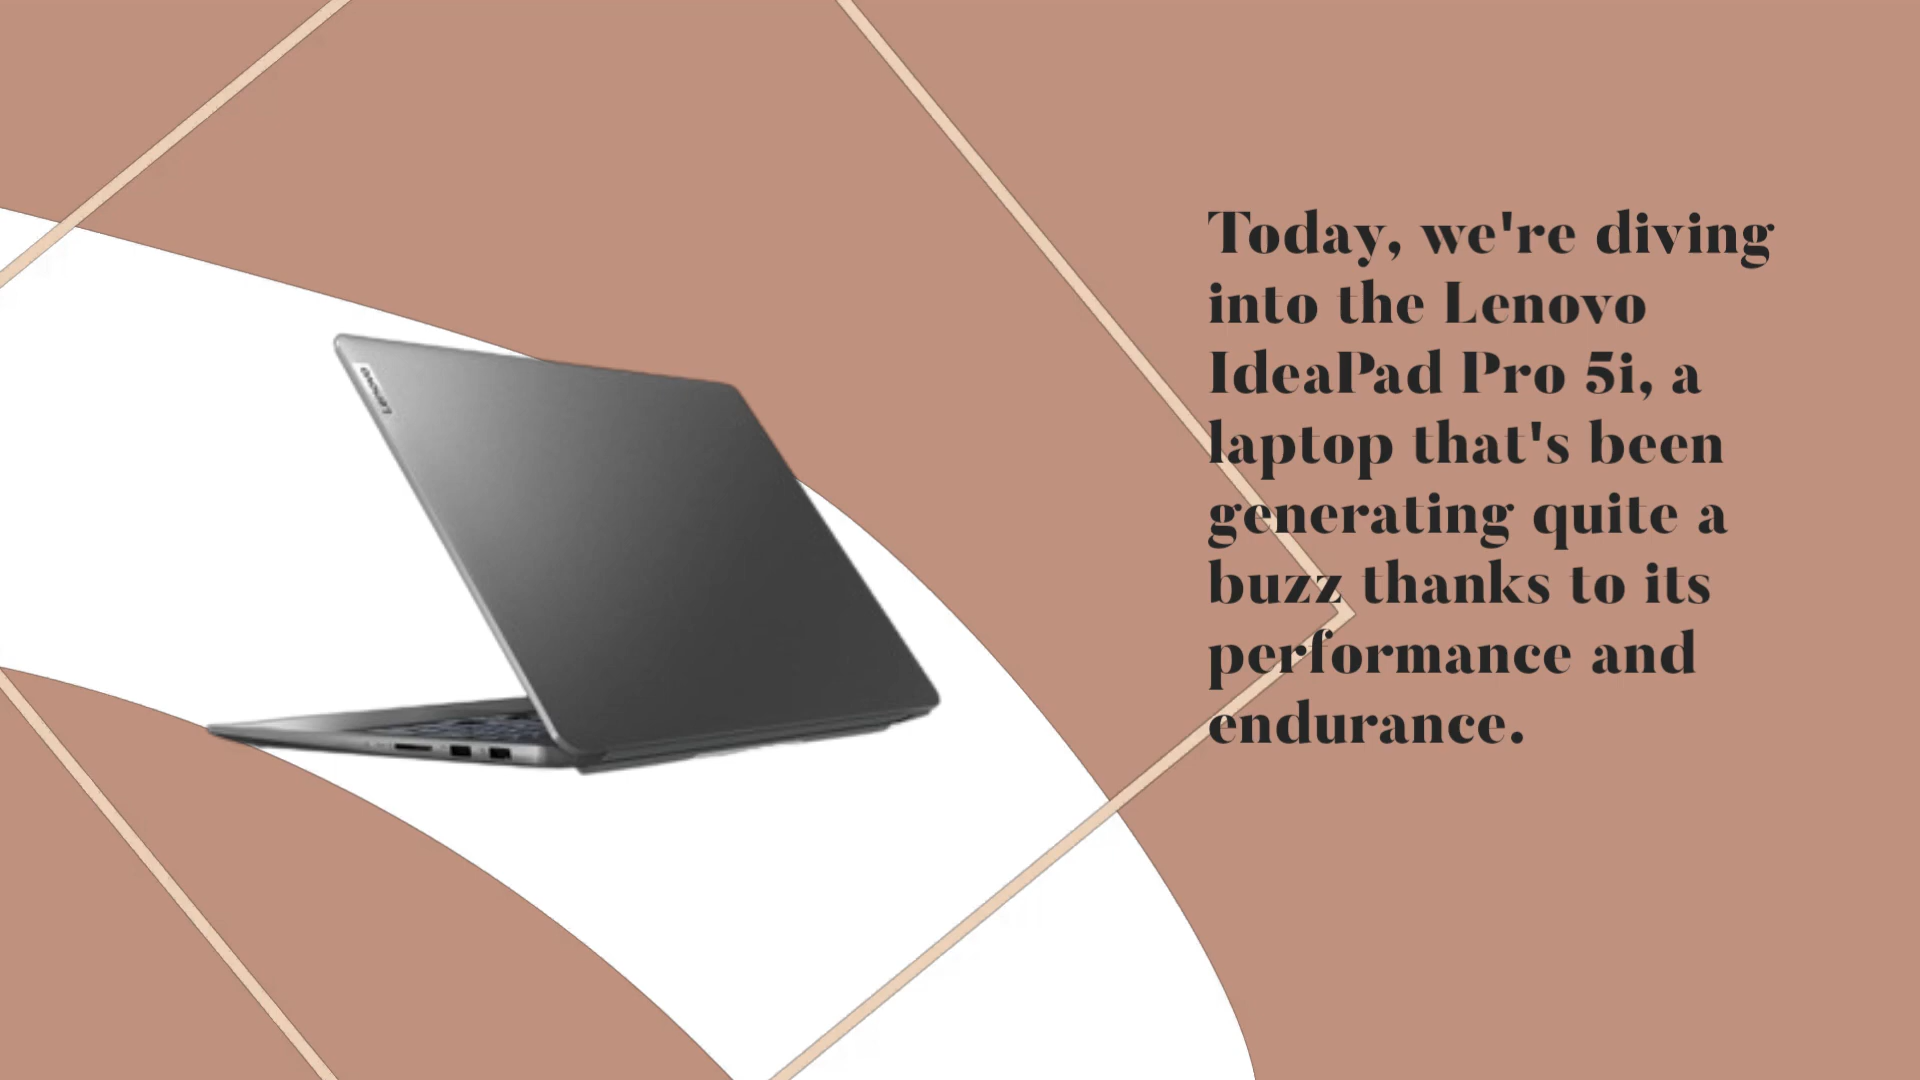 Lenovo
Today, we're diving
into the Lenovo
IdeaPad Pro 5i, a
laptop that's been
generating quite a
buzz thanks to its
performance and
endurance.